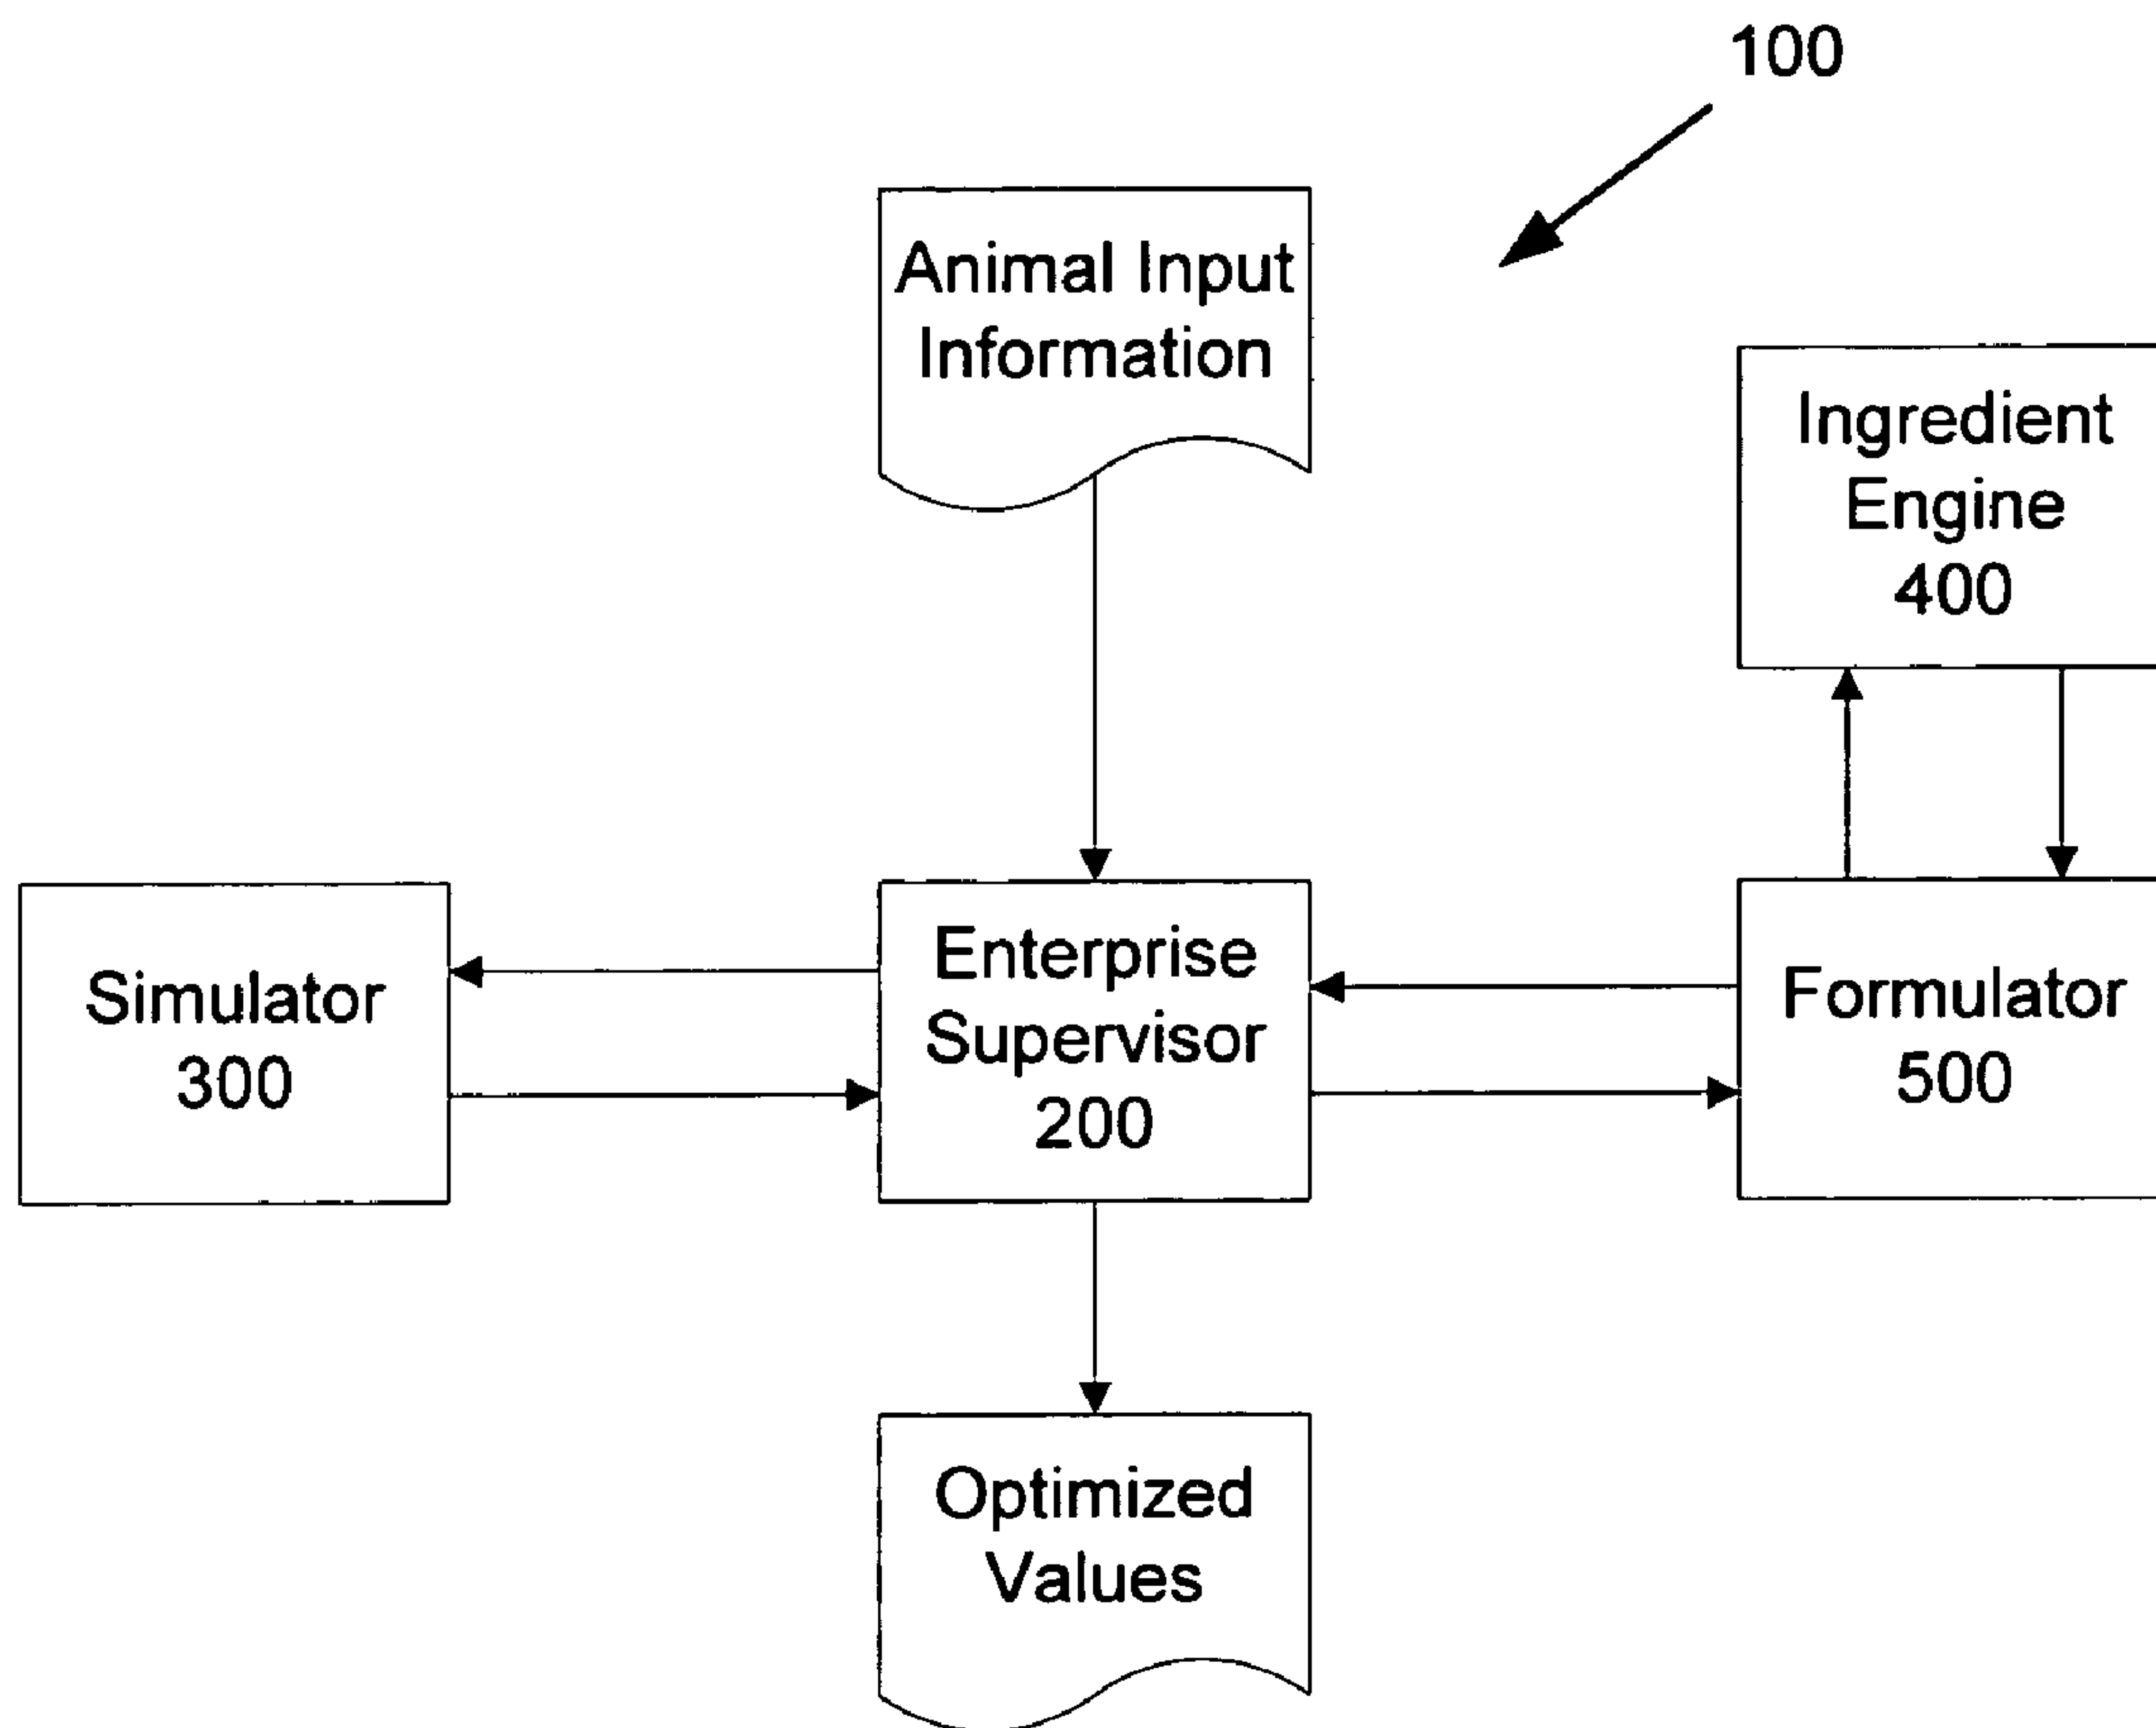 100
Animal Input
Information
Ingredient
Engine
400
Simulator
300
Enterprise
Supervisor
200
Formulator
500
Optimized
Values